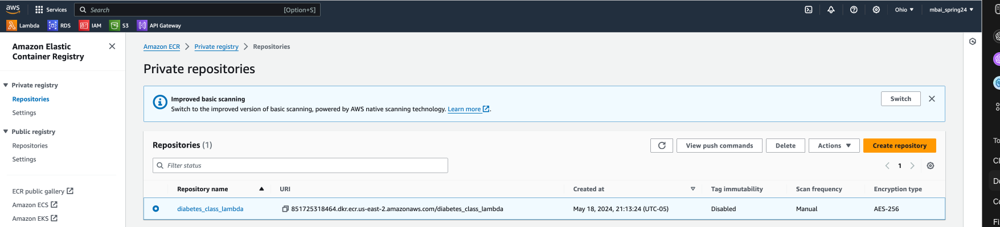 aws
Services
Search
[Option+S]
Ohio ▼
mbai_spring24 ▼
Lambda
RDS
IAM
S3
API Gateway
Amazon Elastic
Container Registry
Private registry
Repositories
Settings
Public registry
Repositories
Settings
ECR public gallery
Amazon ECS
Amazon EKS
Amazon ECR > Private registry > Repositories
Private repositories
Improved basic scanning
Switch to the improved version of basic scanning, powered by AWS native scanning technology. Learn more.
Switch
Repositories (1)
View push commands
Delete
Actions ▼
Create repository
Filter status
1
Repository name
URI
Created at
Tag immutability
Scan frequency
Encryption type
diabetes_class_lambda
851725318464.dkr.ecr.us-east-2.amazonaws.com/diabetes_class_lambda
May 18, 2024, 21:13:24 (UTC-05)
Disabled
Manual
AES-256